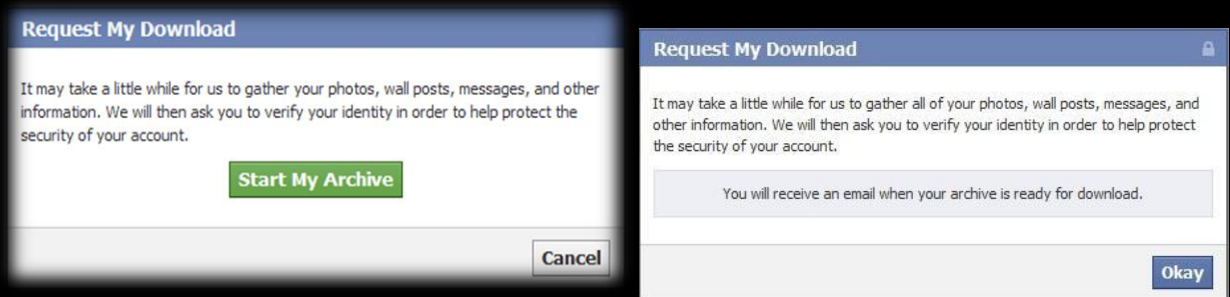 Request My Download
It may take a little while for us to gather your photos, wall posts, messages, and other
information. We will then ask you to verify your identity in order to help protect the
security of your account.
Start My Archive
Cancel
Request My Download
It may take a little while for us to gather all of your photos, wall posts, messages, and
other information. We will then ask you to verify your identity in order to help protect
the security of your account.
You will receive an email when your archive is ready for download.
Okay